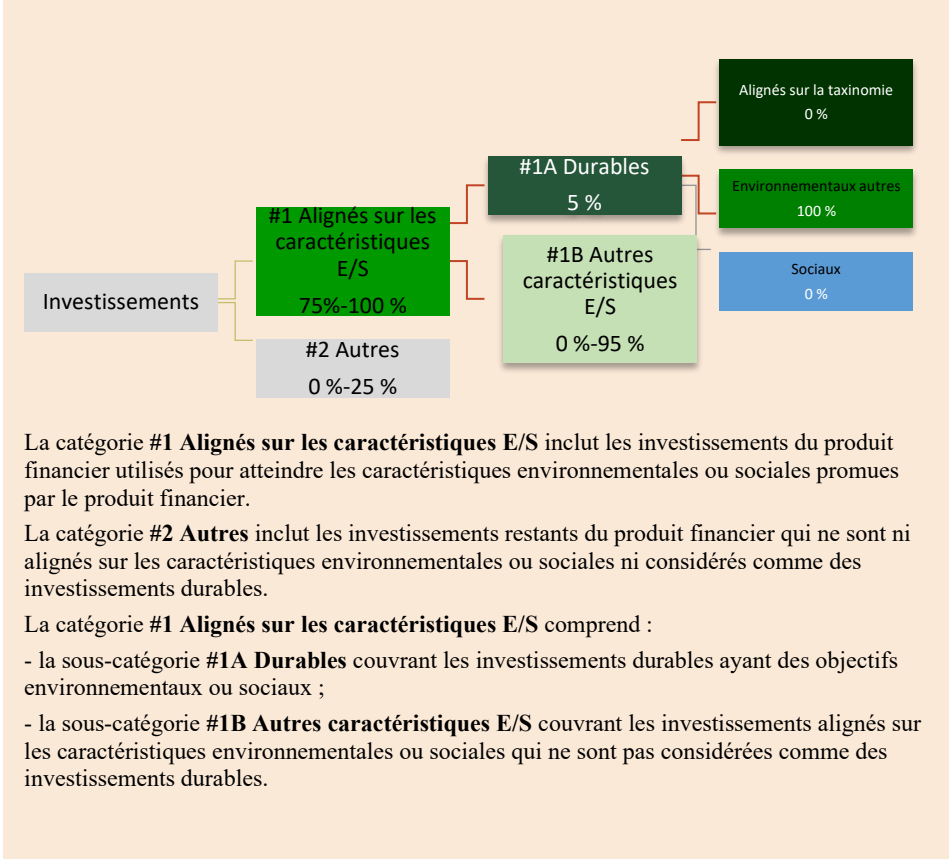 Investissements
#1 Alignés sur les
caractéristiques
E/S
75%-100 %
#2 Autres
0 %-25 %
#1A Durables
5 %
#1B Autres
caractéristiques
E/S
0 %-95 %
Alignés sur la taxinomie
0 %
Environnementaux autres
100 %
Sociaux
0 %
La catégorie #1 Alignés sur les caractéristiques E/S inclut les investissements du produit
financier utilisés pour atteindre les caractéristiques environnementales ou sociales promues
par le produit financier.
La catégorie #2 Autres inclut les investissements restants du produit financier qui ne sont ni
alignés sur les caractéristiques environnementales ou sociales ni considérés comme des
investissements durables.
La catégorie #1 Alignés sur les caractéristiques E/S comprend :
- la sous-catégorie #1A Durables couvrant les investissements durables ayant des objectifs
environnementaux ou sociaux ;
- la sous-catégorie #1B Autres caractéristiques E/S couvrant les investissements alignés sur
les caractéristiques environnementales ou sociales qui ne sont pas considérées comme des
investissements durables.